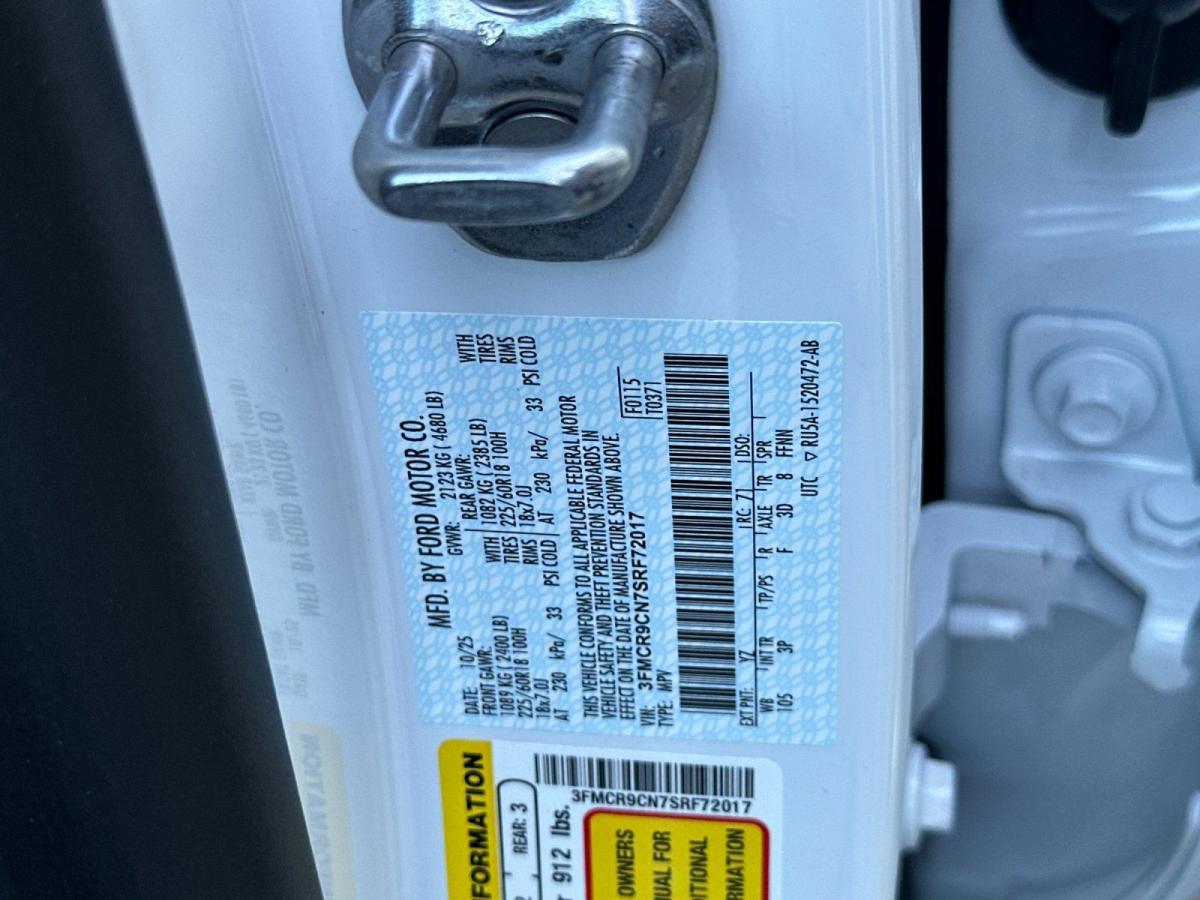 MFD. BY FORD MOTOR CO.
DATE: 10/25 GVWR: 2123 KG ( 4680 LB)
FRONT GAWR: REAR GAWR:
1089 KG ( 2400 LB) WITH 1082 KG ( 2385 LB) WITH
225/60R18 100H TIRES 225/60R18 100H TIRES
18x7.0J RIMS 18x7.0J RIMS
AT 230 kPa/ 33 PSI COLD AT 230 kPa/ 33 PSI COLD
THIS VEHICLE CONFORMS TO ALL APPLICABLE FEDERAL MOTOR
VEHICLE SAFETY AND THEFT PREVENTION STANDARDS IN
EFFECT ON THE DATE OF MANUFACTURE SHOWN ABOVE.
VIN: 3FMCR9CN7SRF72017
TYPE: MPV
F0115
T0371
EXT PNT: YZ RC: 71 DSO:
WB INT TR TP/PS R AXLE TR SPR
105 3P F 3D 8 FFNN
UTC ▽ RU5A-1520472-AB
FORMATION
REAR: 3
912 lbs.
3FMCR9CN7SRF72017
OWNERS
UAL FOR
ITIONAL
RMATION